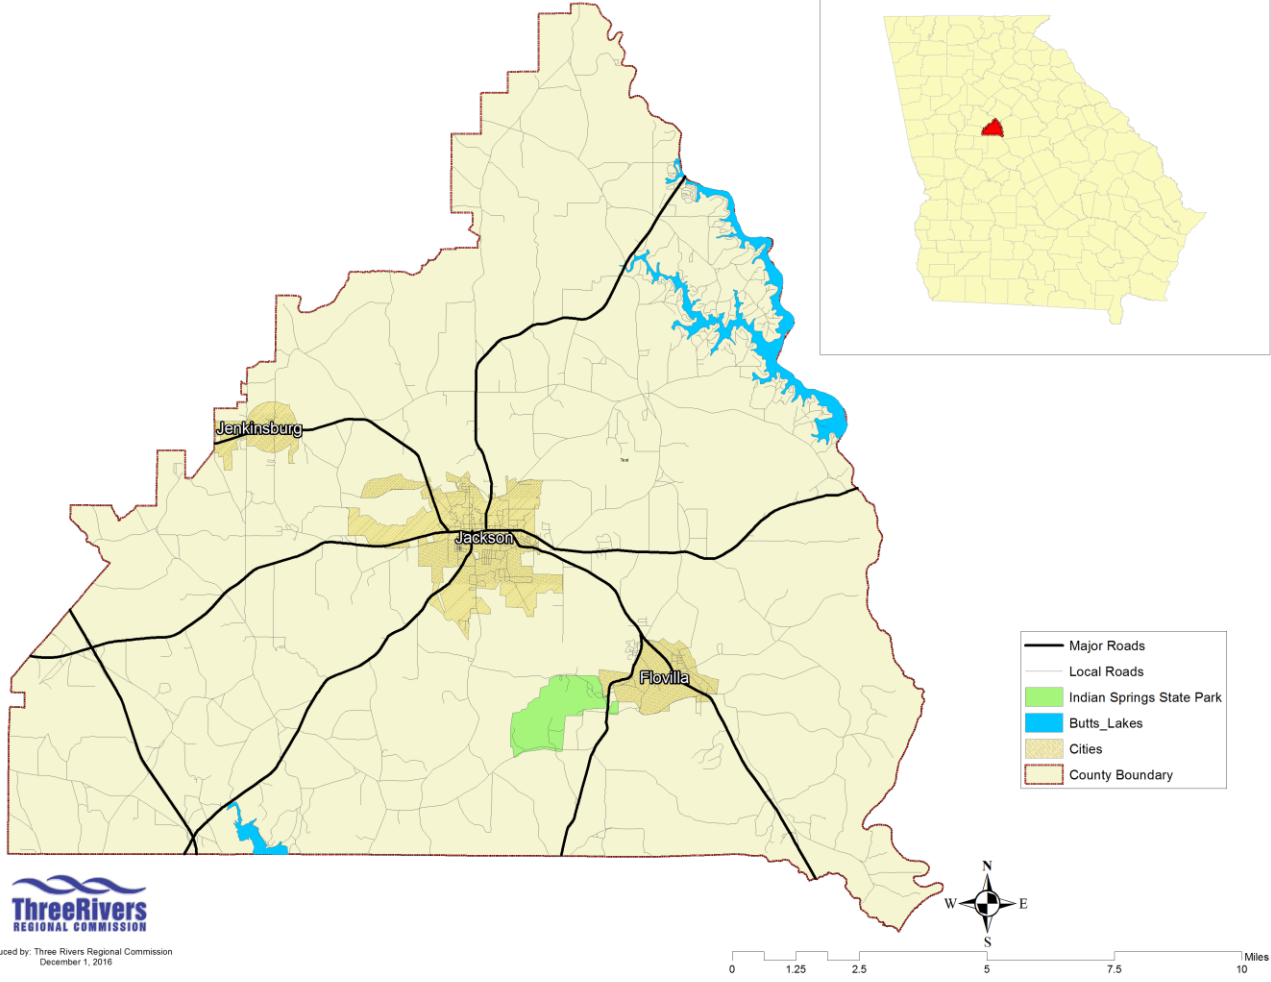 Jenkinsburg
Test
Jackson
Flovilla
Major Roads
Local Roads
Indian Springs State Park
Butts_Lakes
Cities
County Boundary
N
W E
S
ThreeRivers
REGIONAL COMMISSION
uced by: Three Rivers Regional Commission
December 1, 2016
0 1.25 2.5 5 7.5 10 Miles